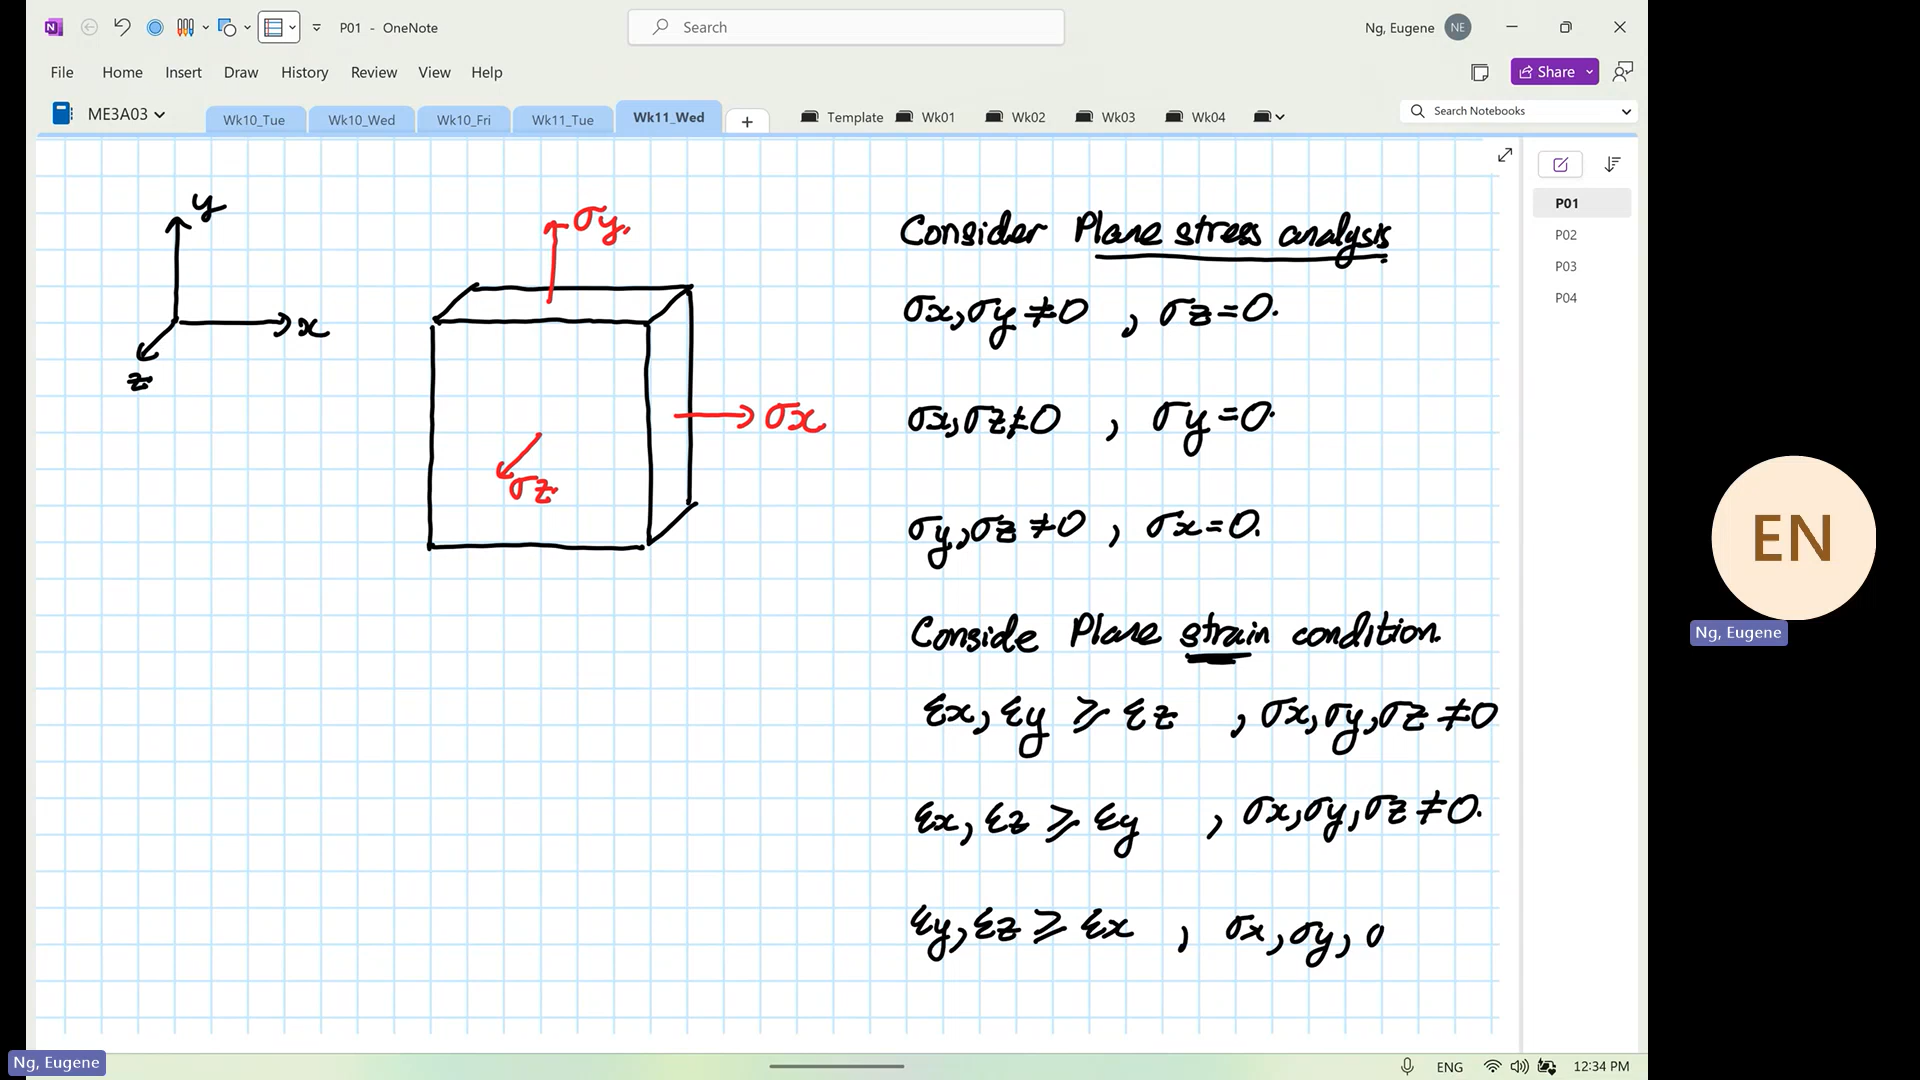 P01 - OneNote
Search
Ng, Eugene
NE
File Home Insert Draw History Review View Help
Share
ME3A03
Wk10_Tue Wk10_Wed Wk10_Fri Wk11_Tue Wk11_Wed +
Template Wk01 Wk02 Wk03 Wk04
Search Notebooks
P01
P02
P03
P04
y
x
z
σy
σx
σz
Consider Plane stress analysis
σx, σy ≠ 0 , σz = 0.
σx, σz ≠ 0 , σy = 0.
σy, σz ≠ 0 , σx = 0.
Conside Plane strain condition.
εx, εy ⩾ εz , σx, σy, σz ≠ 0
εx, εz ⩾ εy , σx, σy, σz ≠ 0.
εy, εz ⩾ εx , σx, σy, 0
EN
Ng, Eugene
Ng, Eugene
ENG
12:34 PM